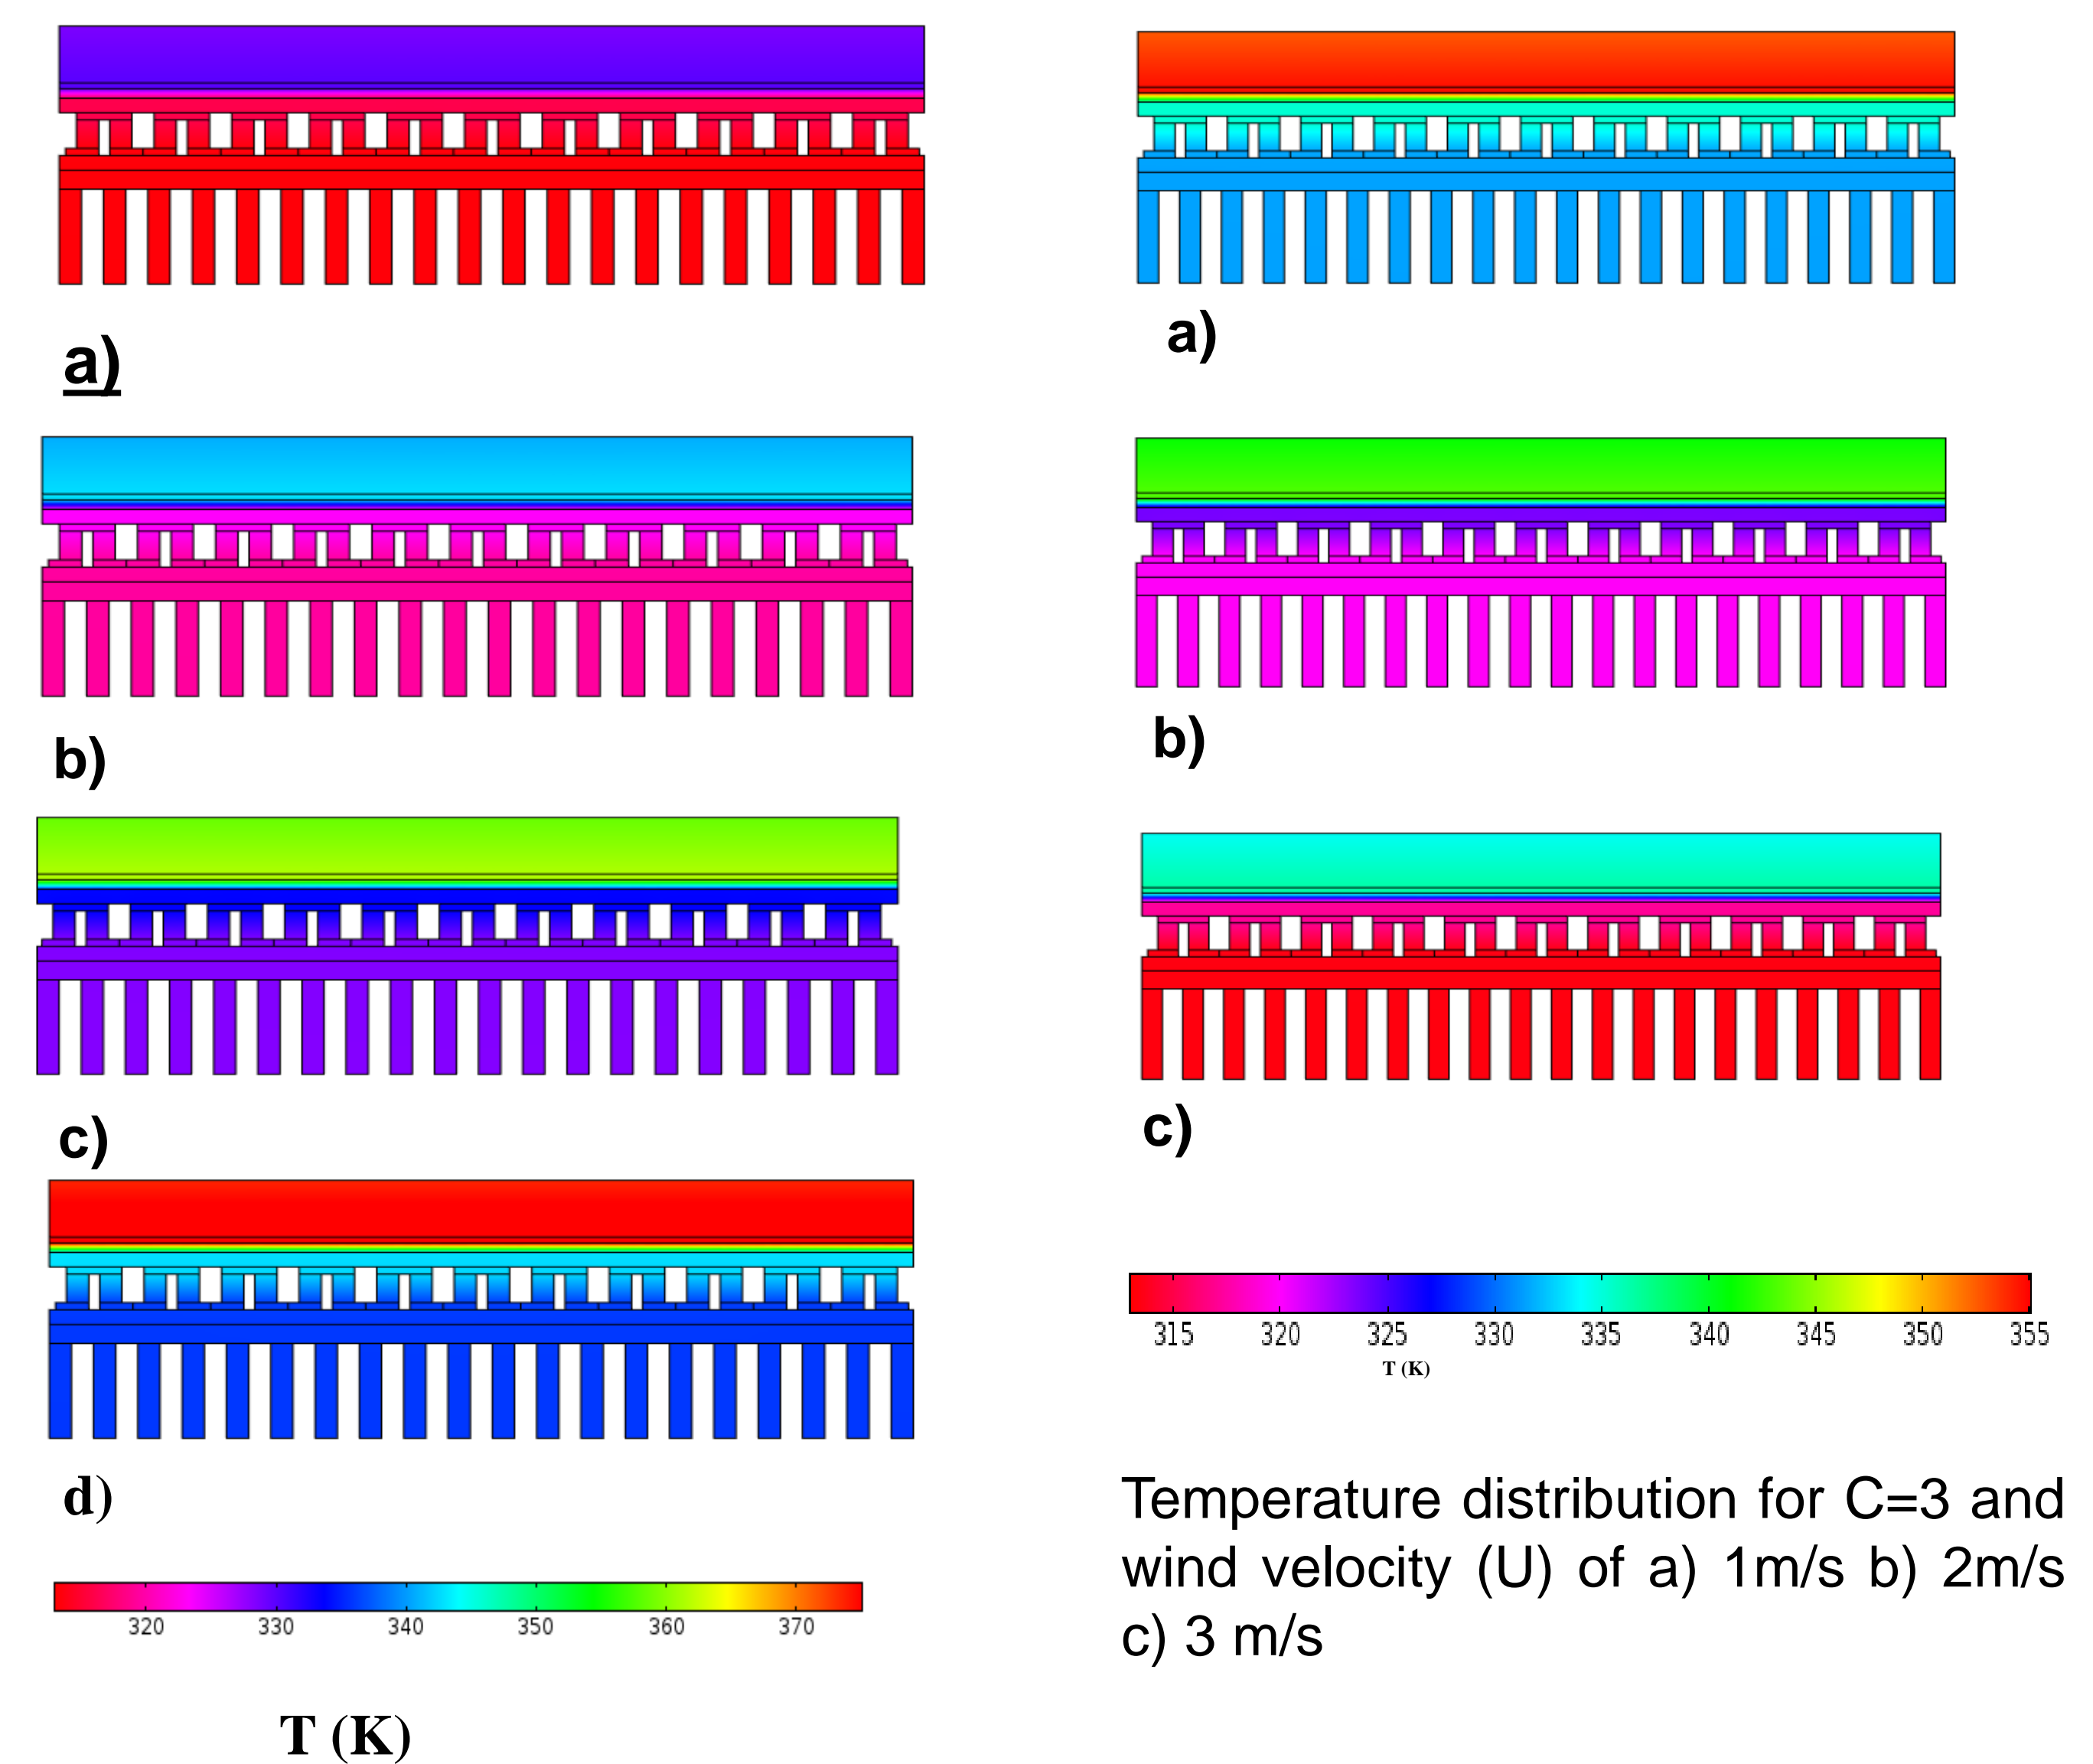 a)
b)
c)
d)
320 330 340 350 360 370
T (K)
a)
b)
c)
315 320 325 330 335 340 345 350 355
T (K)
Temperature distribution for C=3 and
wind velocity (U) of a) 1m/s b) 2m/s
c) 3 m/s